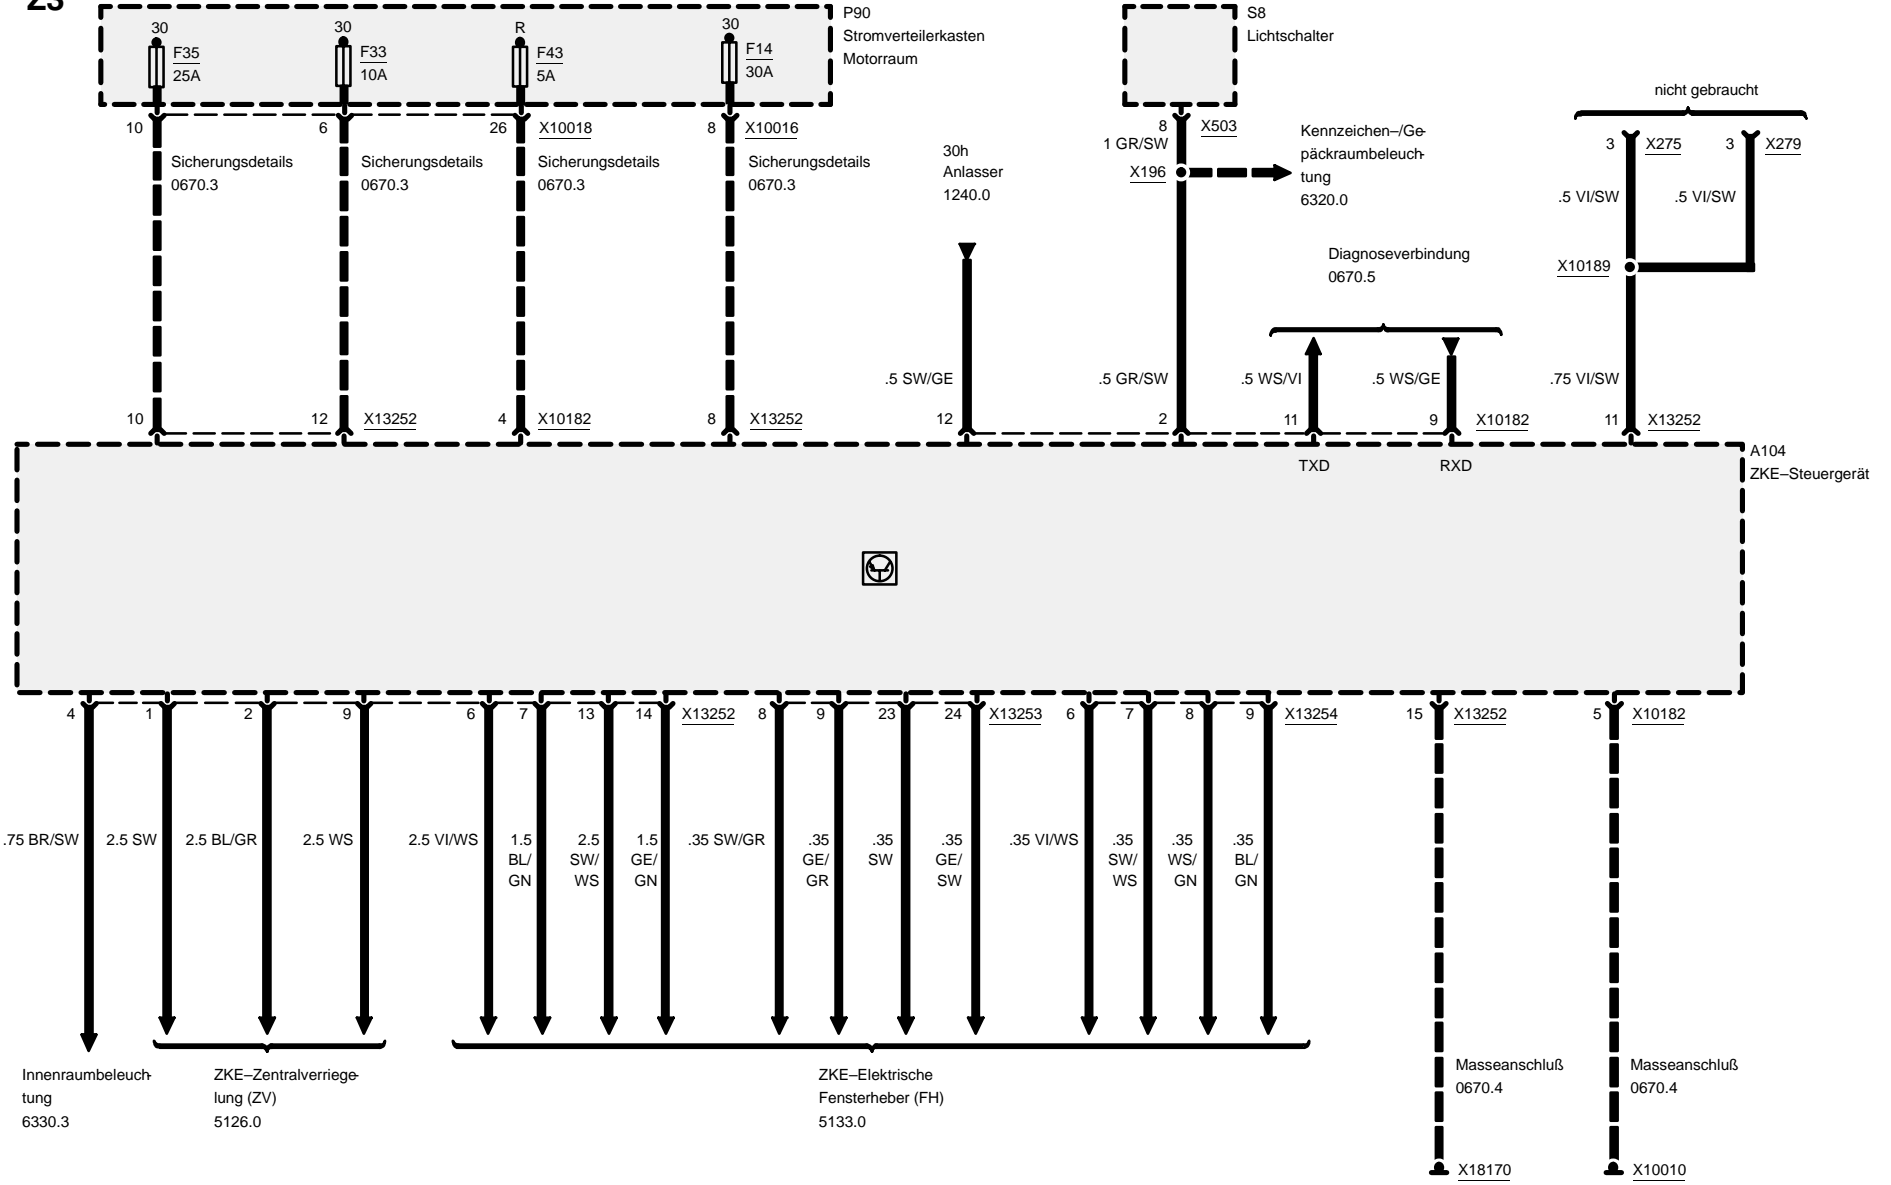 Z3
30
30
R
30
P90
Stromverteilerkasten
Motorraum
F35
25A
F33
10A
F43
5A
F14
30A
S8
Lichtschalter
nicht gebraucht
10
6
26
X10018
8
X10016
8
X503
1 GR/SW
X196
Kennzeichen–/Ge-
päckraumbeleuch-
tung
6320.0
3
X275
3
X279
Sicherungsdetails
0670.3
Sicherungsdetails
0670.3
Sicherungsdetails
0670.3
Sicherungsdetails
0670.3
30h
Anlasser
1240.0
.5 VI/SW
.5 VI/SW
Diagnoseverbindung
0670.5
X10189
.5 SW/GE
.5 GR/SW
.5 WS/VI
.5 WS/GE
.75 VI/SW
10
12
X13252
4
X10182
8
X13252
12
2
11
9
X10182
11
X13252
TXD
RXD
A104
ZKE–Steuergerät
4
1
2
9
6
7
13
14
X13252
8
9
23
24
X13253
6
7
8
9
X13254
15
X13252
5
X10182
.75 BR/SW
2.5 SW
2.5 BL/GR
2.5 WS
2.5 VI/WS
1.5
BL/
GN
2.5
SW/
WS
1.5
GE/
GN
.35 SW/GR
.35
GE/
GR
.35
SW
.35
GE/
SW
.35 VI/WS
.35
SW/
WS
.35
WS/
GN
.35
BL/
GN
Innenraumbeleuch-
tung
6330.3
ZKE–Zentralverriege-
lung (ZV)
5126.0
ZKE–Elektrische
Fensterheber (FH)
5133.0
Masseanschluß
0670.4
Masseanschluß
0670.4
X18170
X10010